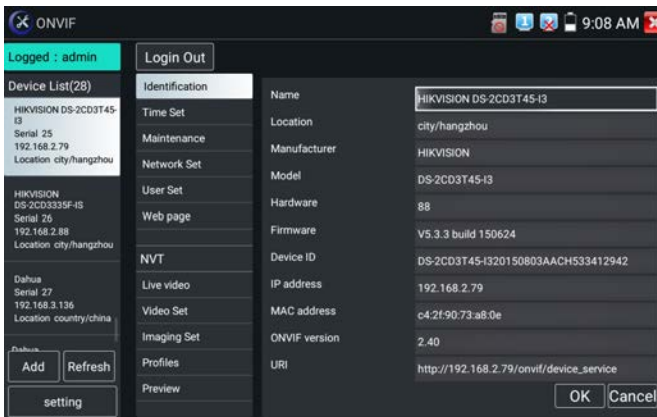 ONVIF
1
9:08 AM
Logged : admin
Login Out
Device List(28)
HIKVISION DS-2CD3T45-
I3
Serial 25
192.168.2.79
Location city/hangzhou
HIKVISION
DS-2CD3335F-IS
Serial 26
192.168.2.88
Location city/hangzhou
Dahua
Serial 27
192.168.3.136
Location country/china
Dahua
Add
Refresh
setting
Identification
Time Set
Maintenance
Network Set
User Set
Web page
NVT
Live video
Video Set
Imaging Set
Profiles
Preview
Name
HIKVISION DS-2CD3T45-I3
Location
city/hangzhou
Manufacturer
HIKVISION
Model
DS-2CD3T45-I3
Hardware
88
Firmware
V5.3.3 build 150624
Device ID
DS-2CD3T45-I320150803AACH533412942
IP address
192.168.2.79
MAC address
c4:2f:90:73:a8:0e
ONVIF version
2.40
URI
http://192.168.2.79/onvif/device_service
OK
Cancel